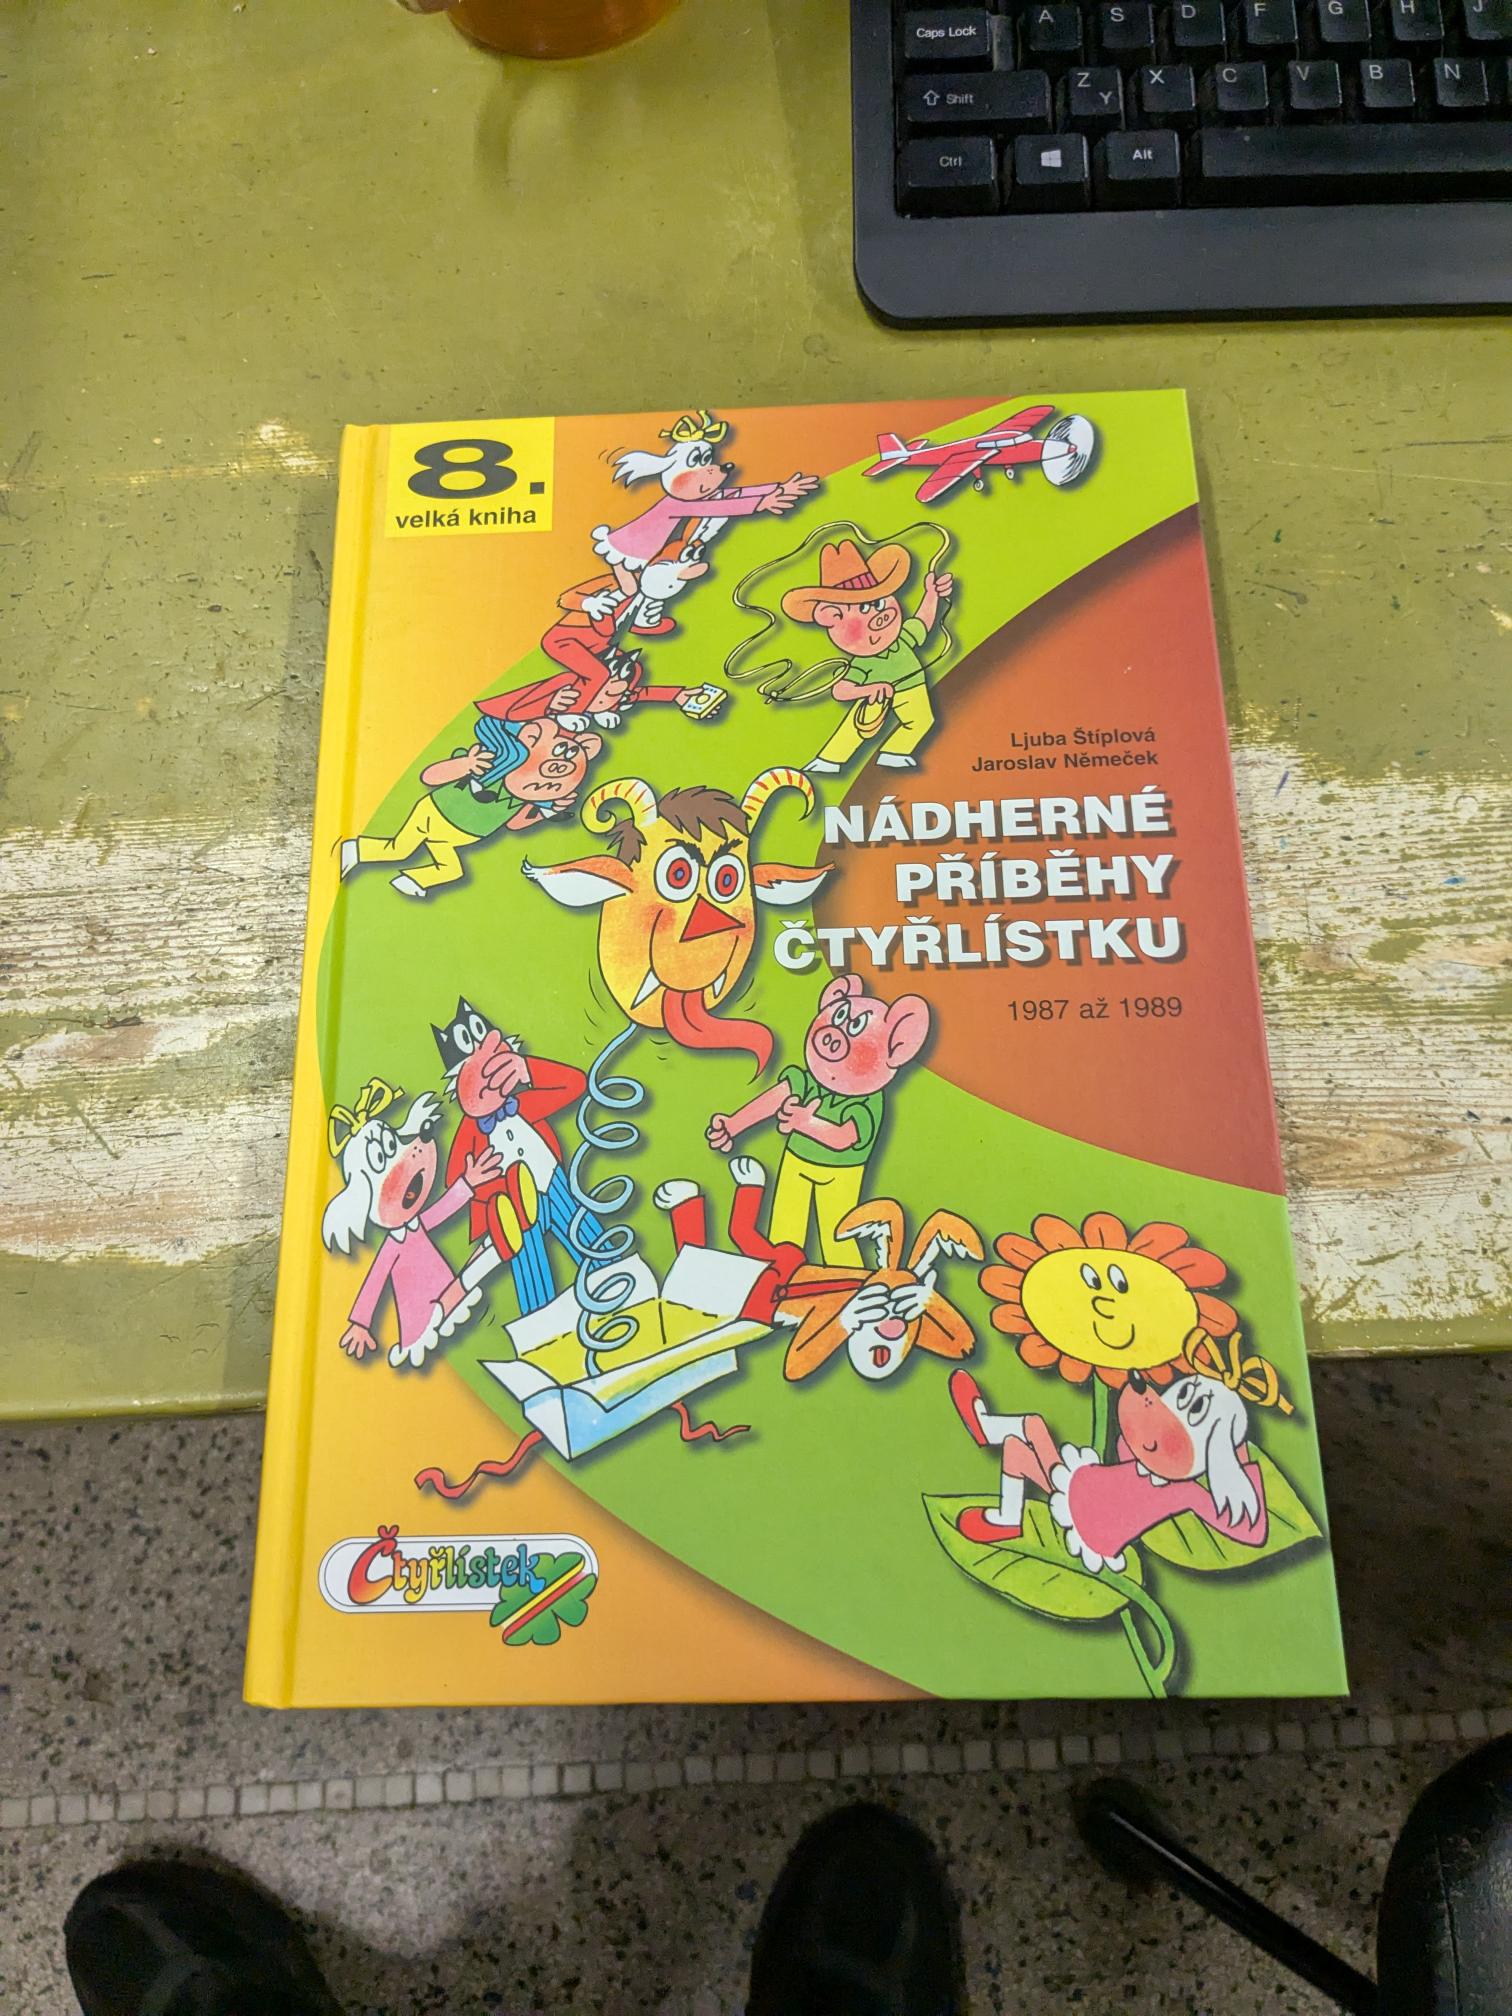 Caps Lock
A
S
D
F
G
H
J
Shift
Z
Y
X
C
V
B
N
Ctrl
Alt
8.
velká kniha
Ljuba Štíplová
Jaroslav Němeček
NÁDHERNÉ
PŘÍBĚHY
ČTYŘLÍSTKU
1987 až 1989
Čtyřlístek